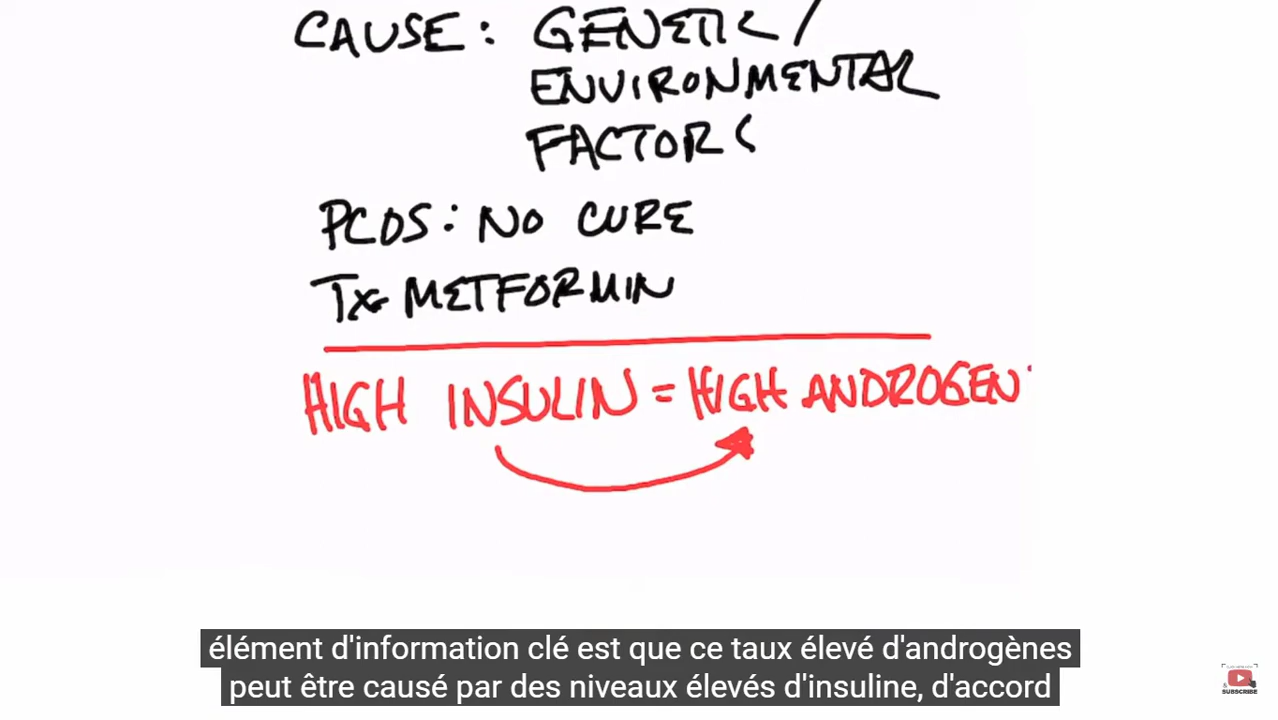 CAUSE: GENETIC/
ENVIRONMENTAL
FACTORS
PCOS: NO CURE
Tx- METFORMIN
HIGH INSULIN = HIGH ANDROGEN
élément d'information clé est que ce taux élevé d'androgènes
peut être causé par des niveaux élevés d'insuline, d'accord
SUBSCRIBE